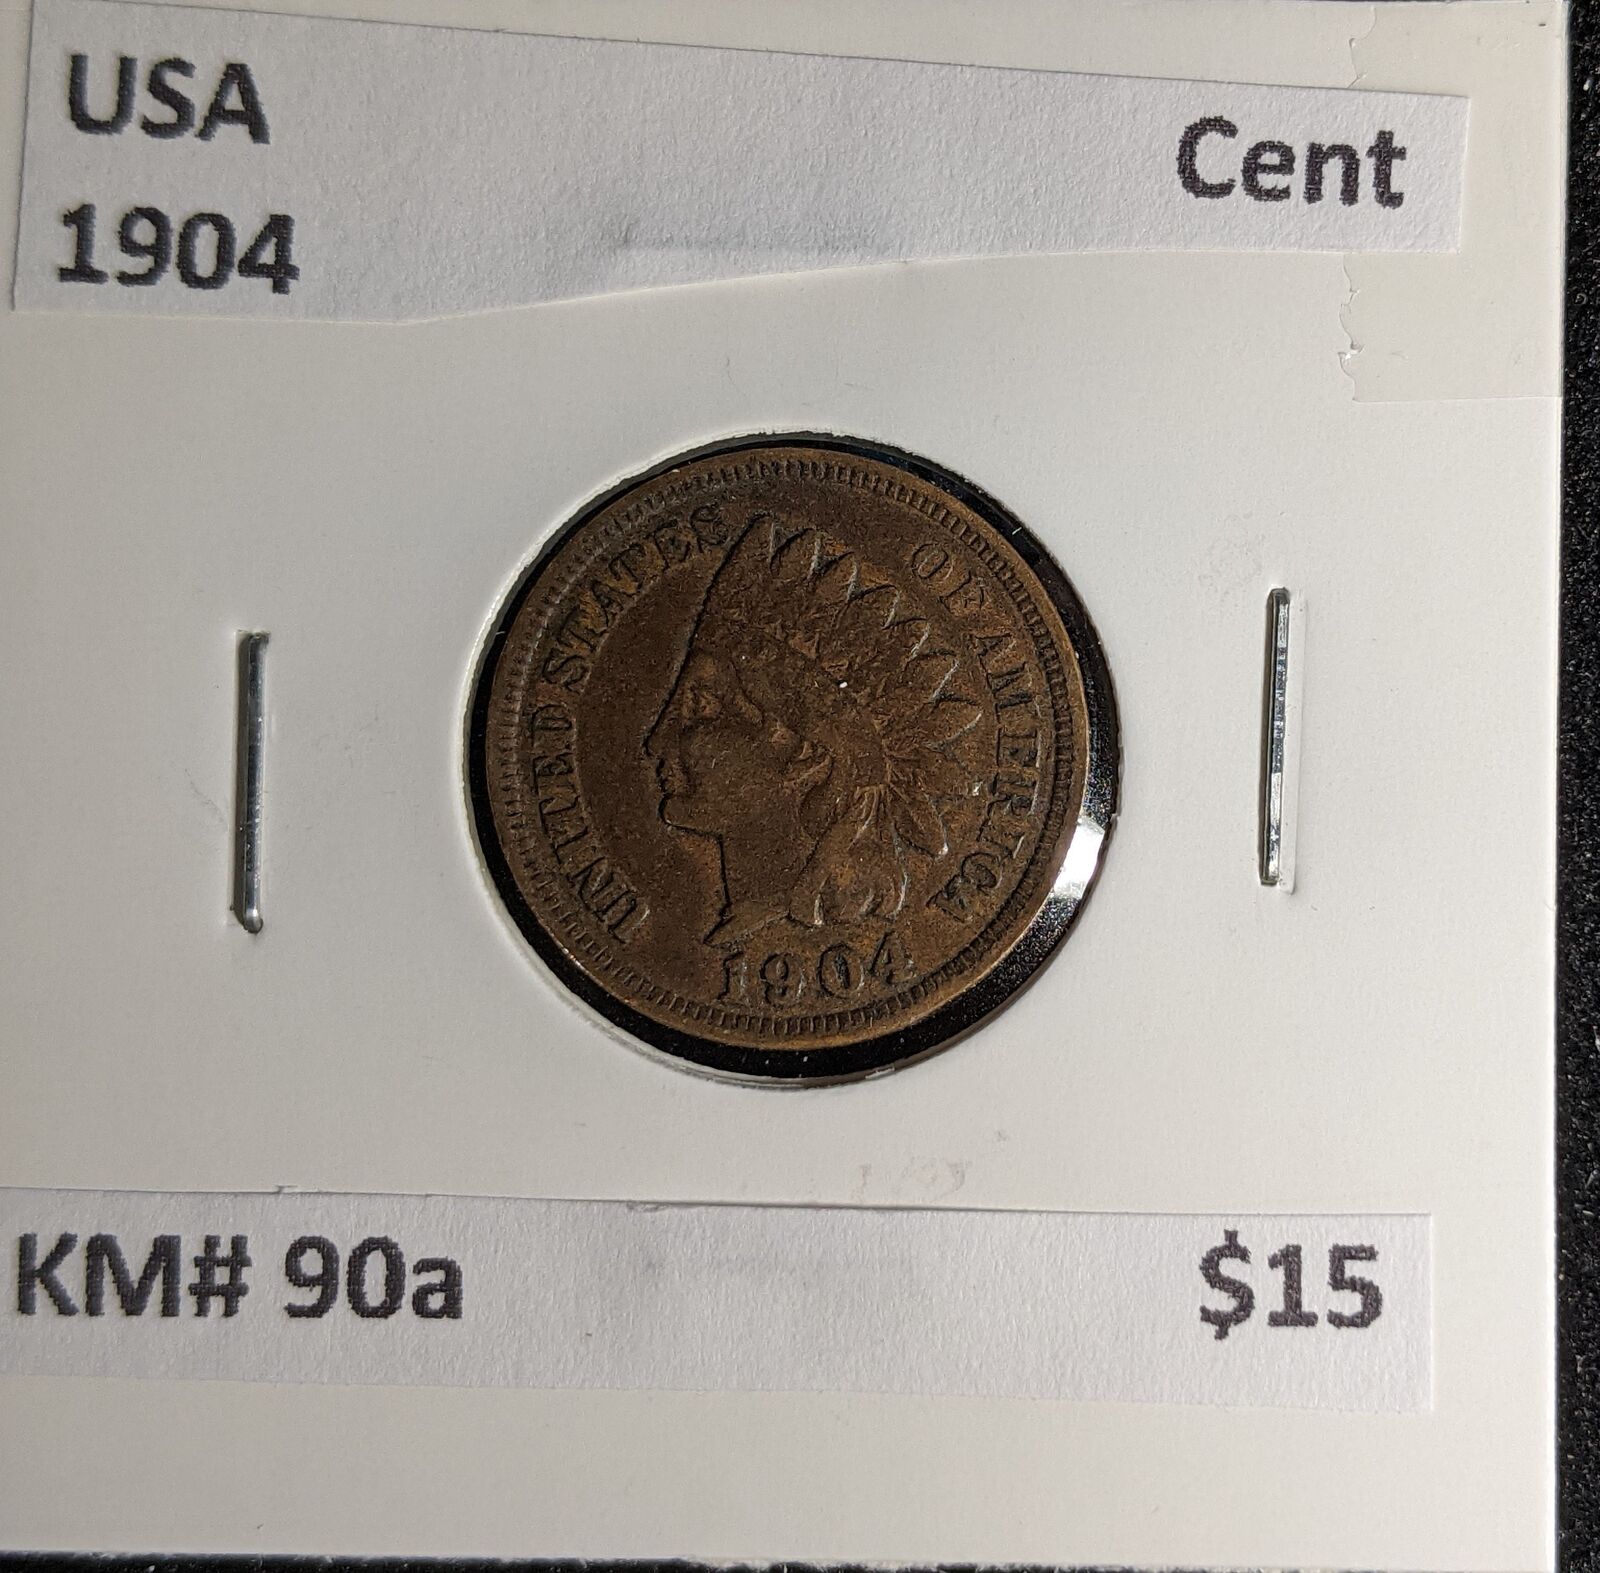 USA
Cent
1904
UNITED STATES OF AMERICA
1904
KM# 90a
$15